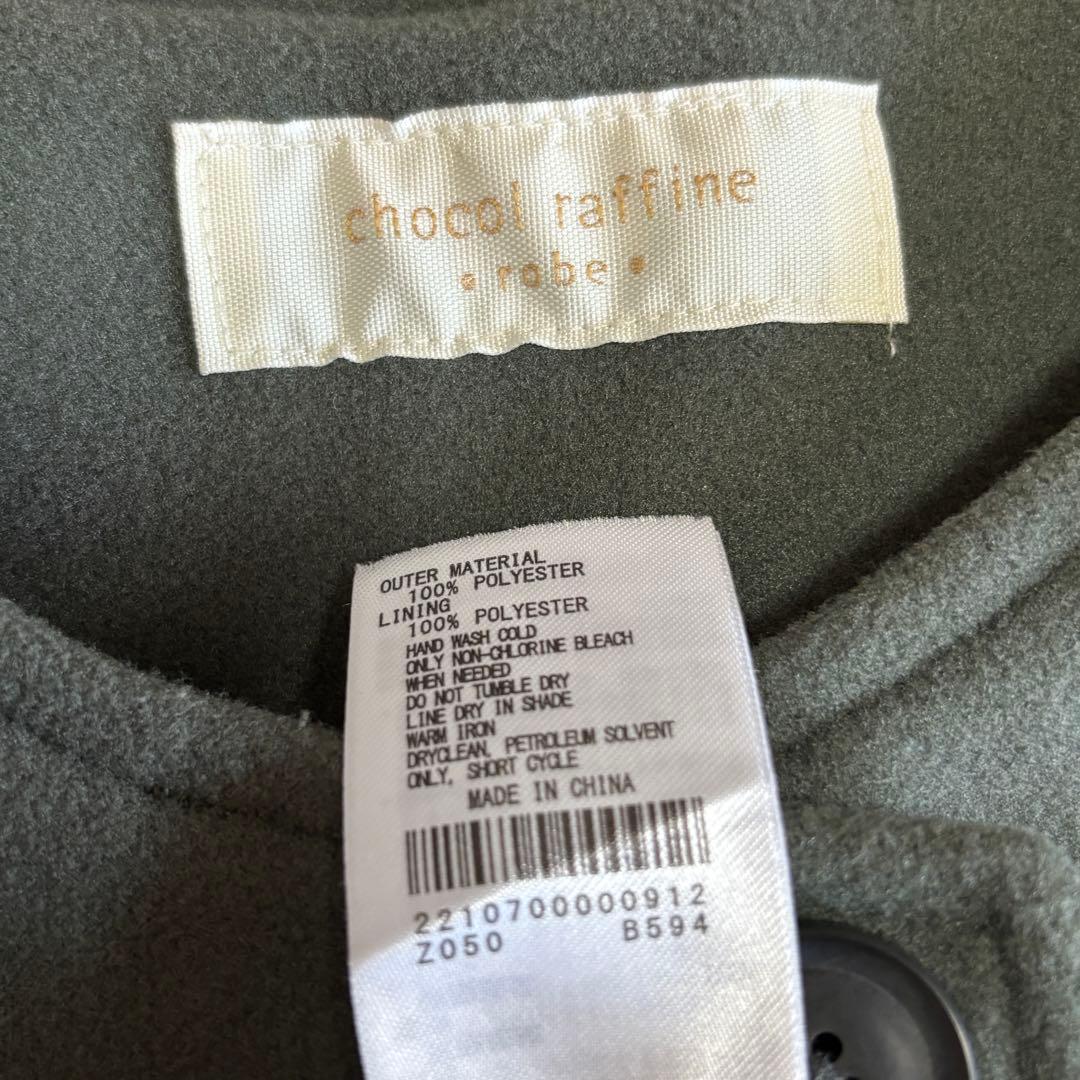 chocol raffine
• robe •
OUTER MATERIAL
100% POLYESTER
LINING
100% POLYESTER
HAND WASH COLD
ONLY NON-CHLORINE BLEACH
WHEN NEEDED
DO NOT TUMBLE DRY
LINE DRY IN SHADE
WARM IRON
DRYCLEAN, PETROLEUM SOLVENT
ONLY, SHORT CYCLE
MADE IN CHINA
2210700000912
Z050 B594